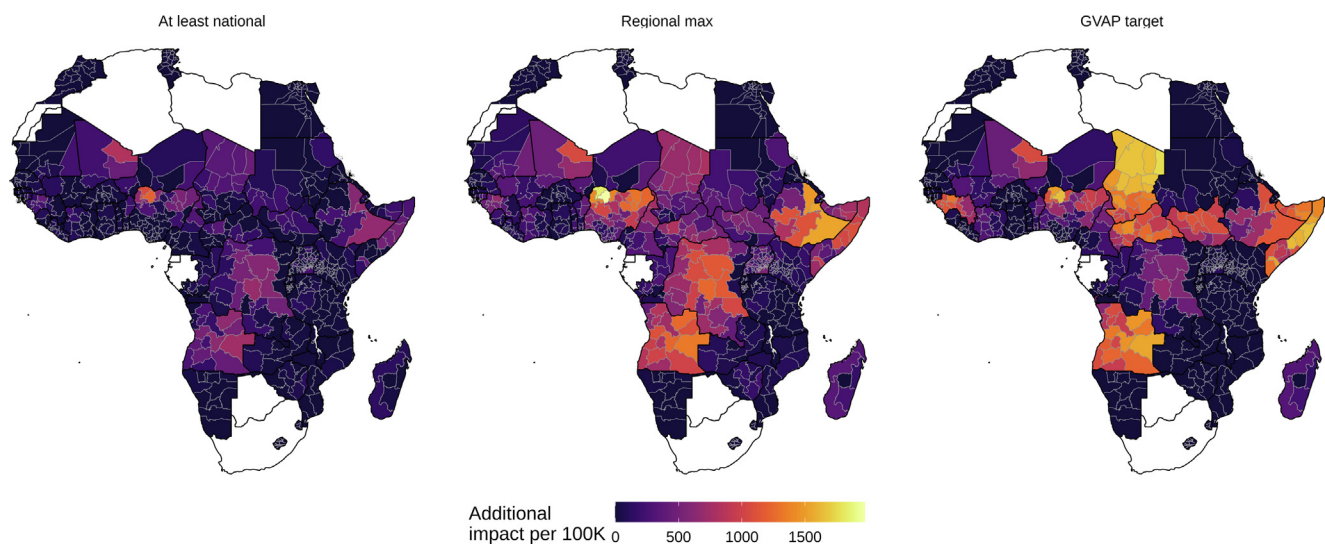 At least national
Regional max
GVAP target
Additional
impact per 100K
0 500 1000 1500